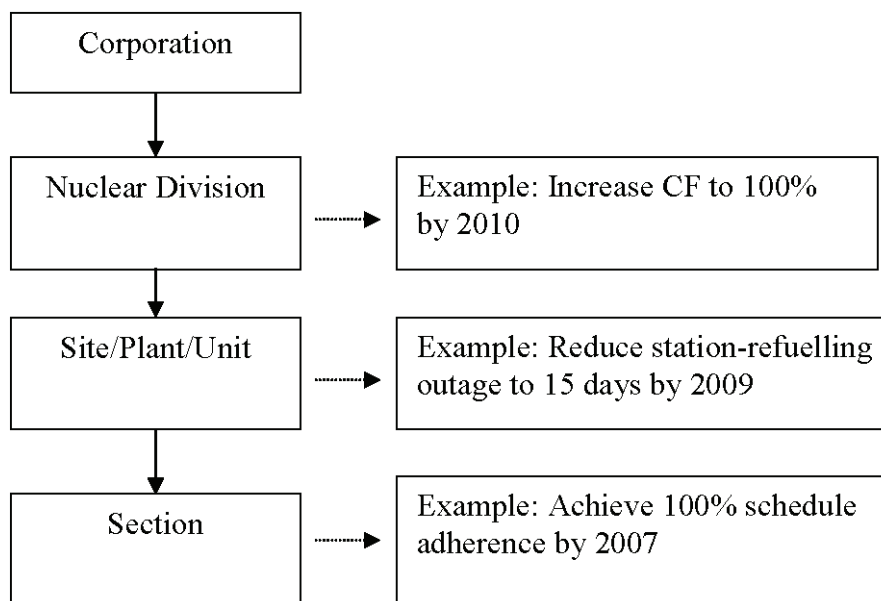 Corporation
Nuclear Division
Example: Increase CF to 100%
by 2010
Site/Plant/Unit
Example: Reduce station-refuelling
outage to 15 days by 2009
Section
Example: Achieve 100% schedule
adherence by 2007